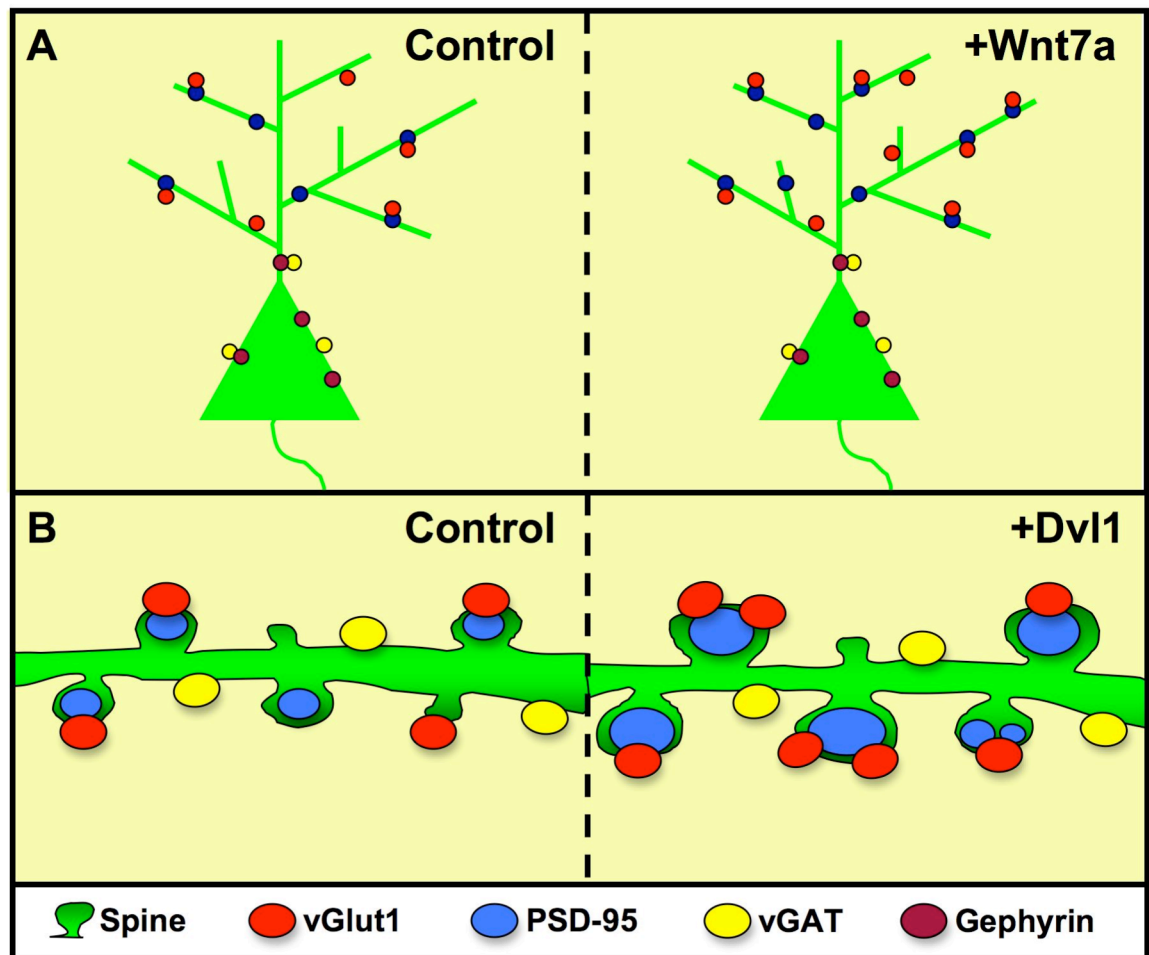 A Control +Wnt7a
B Control +Dvl1
Spine vGlut1 PSD-95 vGAT Gephyrin